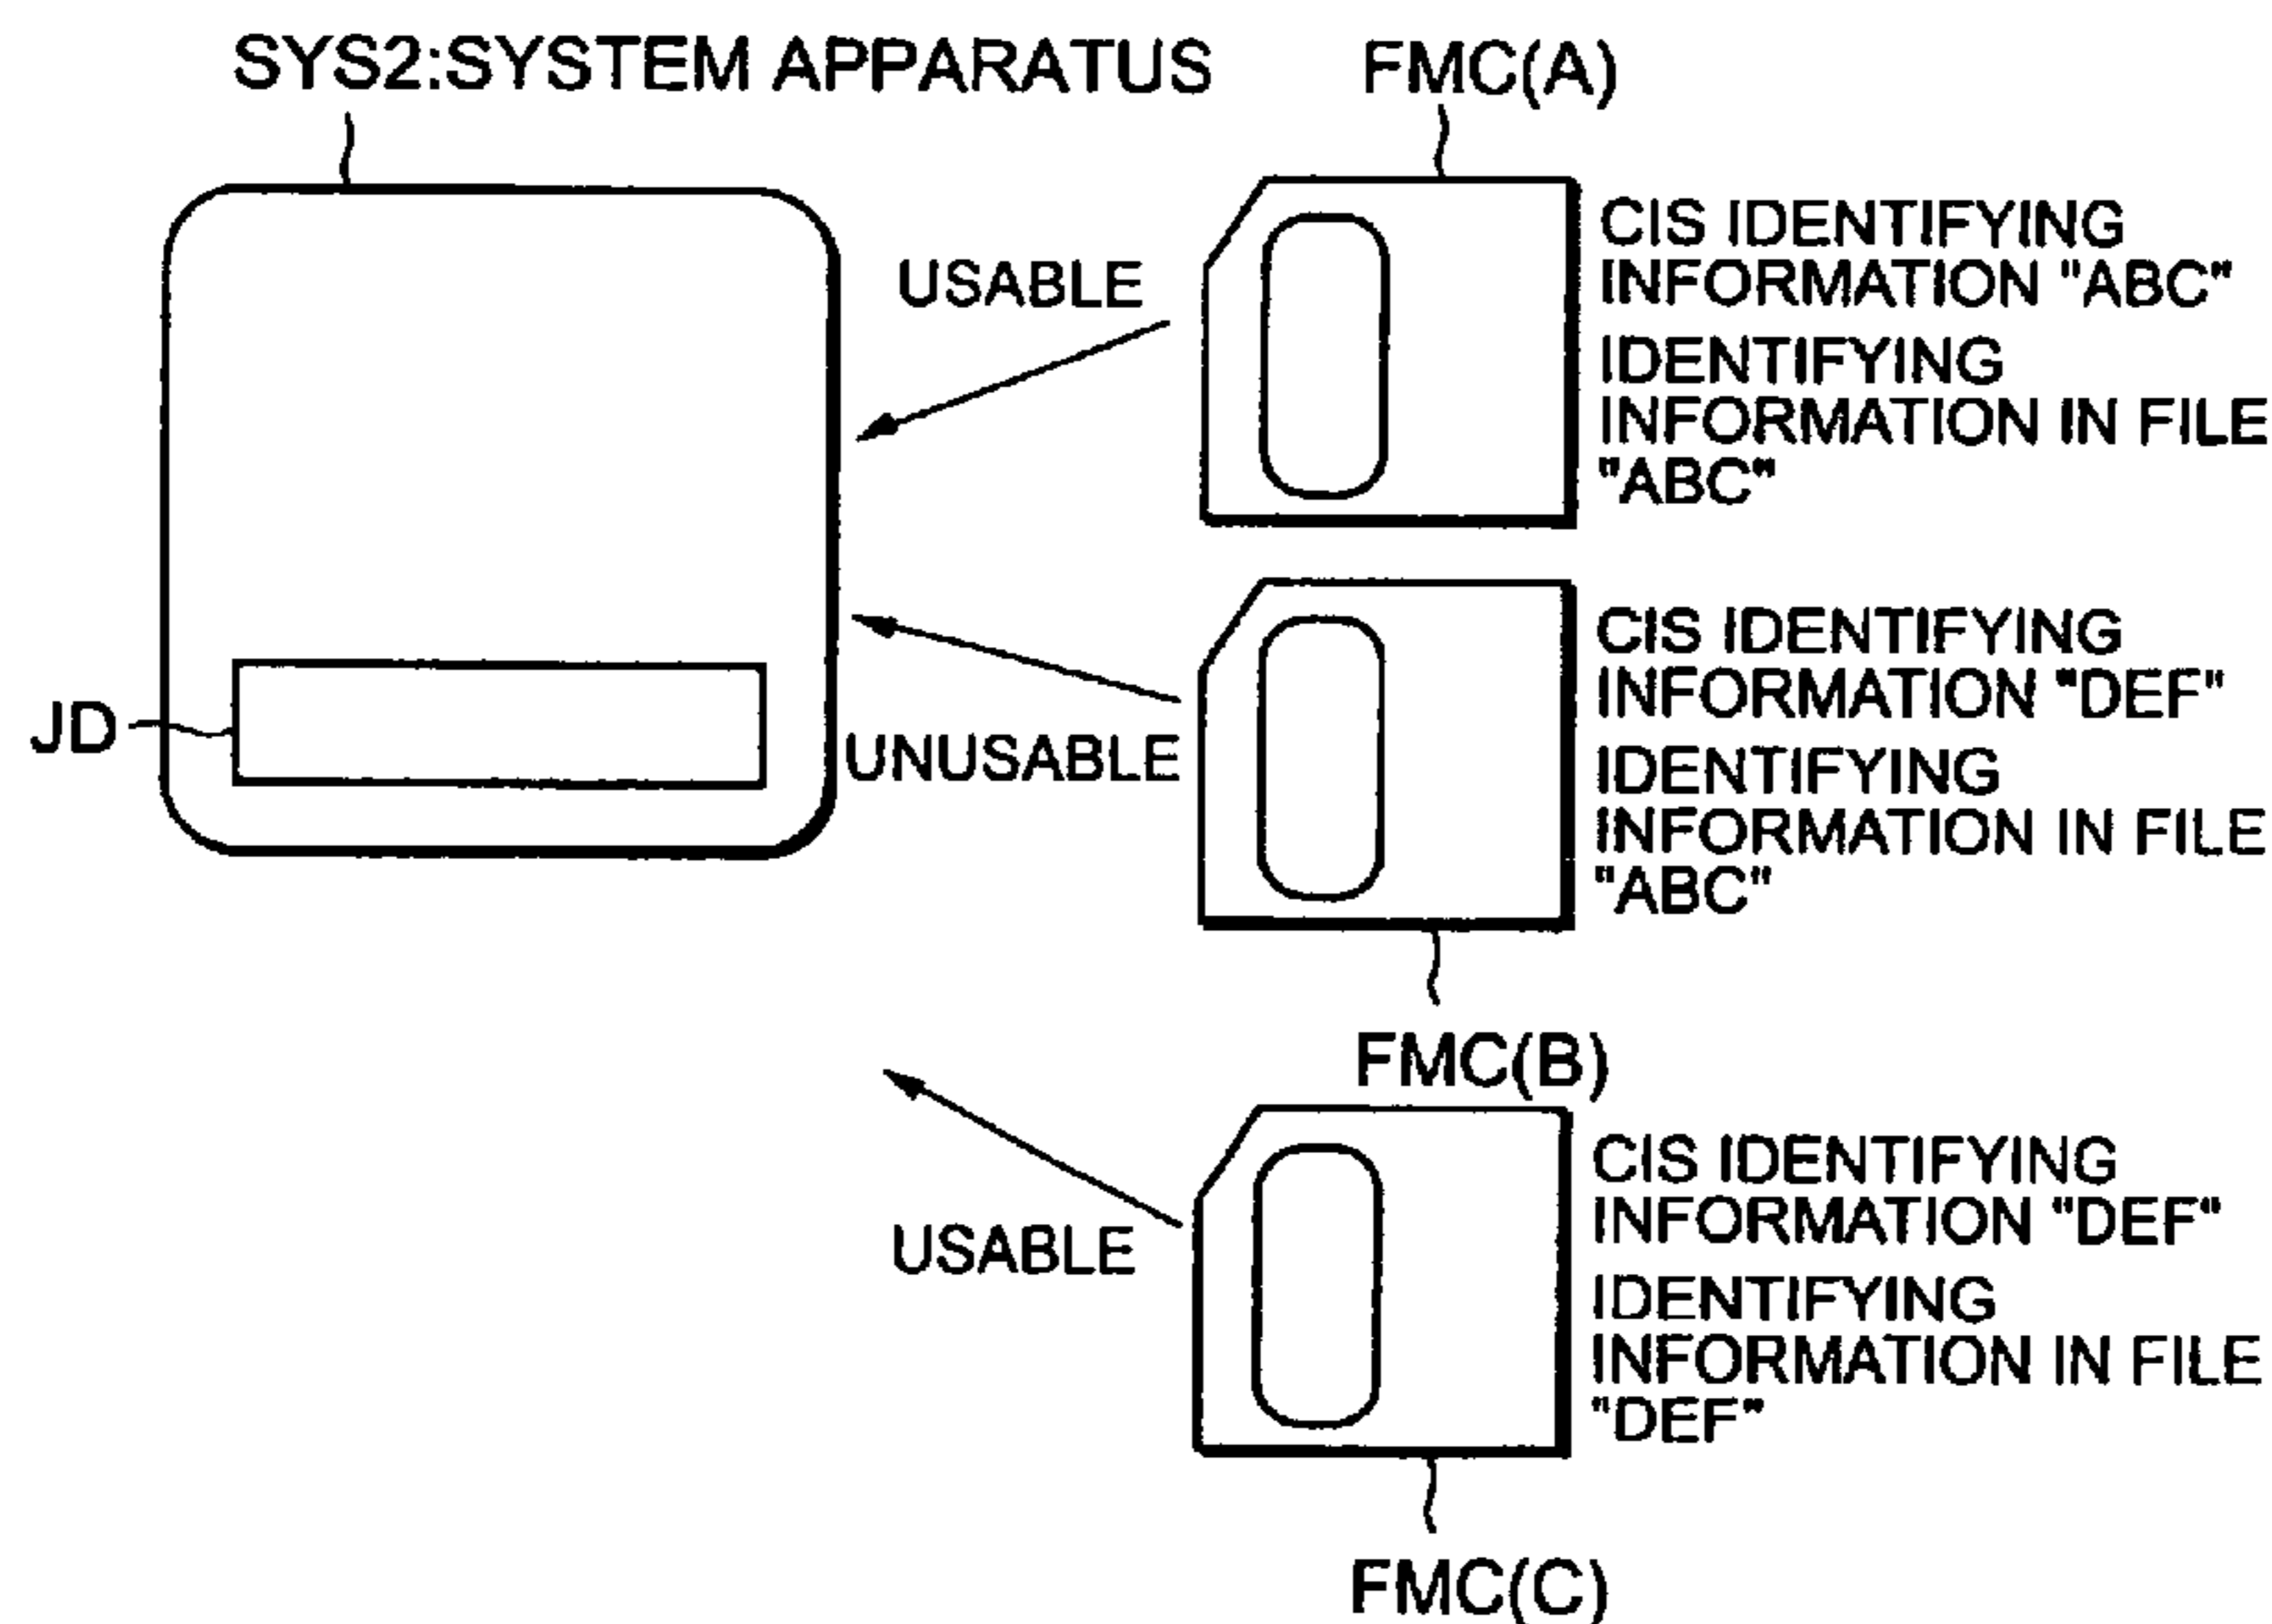 SYS2:SYSTEM APPARATUS
FMC(A)
CIS IDENTIFYING
INFORMATION "ABC"
IDENTIFYING
INFORMATION IN FILE
"ABC"
USABLE
CIS IDENTIFYING
INFORMATION "DEF"
IDENTIFYING
INFORMATION IN FILE
"ABC"
JD
UNUSABLE
FMC(B)
CIS IDENTIFYING
INFORMATION "DEF"
IDENTIFYING
INFORMATION IN FILE
"DEF"
USABLE
FMC(C)